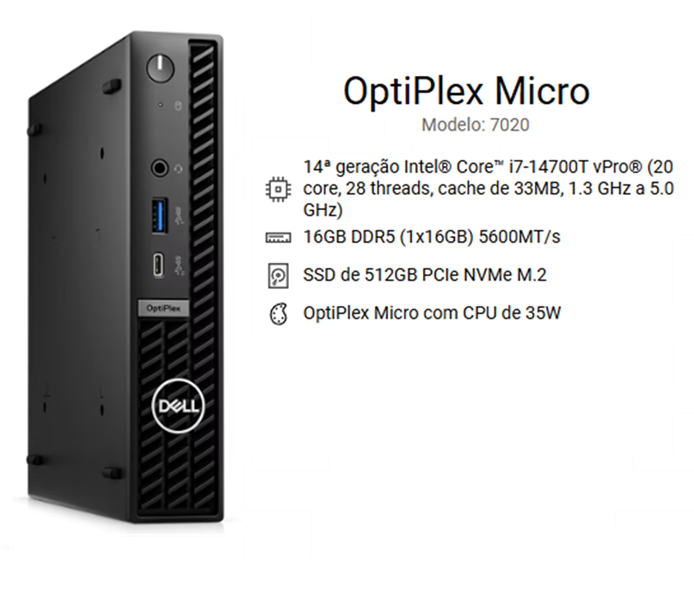 OptiPlex Micro
Modelo: 7020
14ª geração Intel® Core™ i7-14700T vPro® (20
core, 28 threads, cache de 33MB, 1.3 GHz a 5.0
GHz)
16GB DDR5 (1x16GB) 5600MT/s
SSD de 512GB PCIe NVMe M.2
OptiPlex Micro com CPU de 35W
OptiPlex
DELL